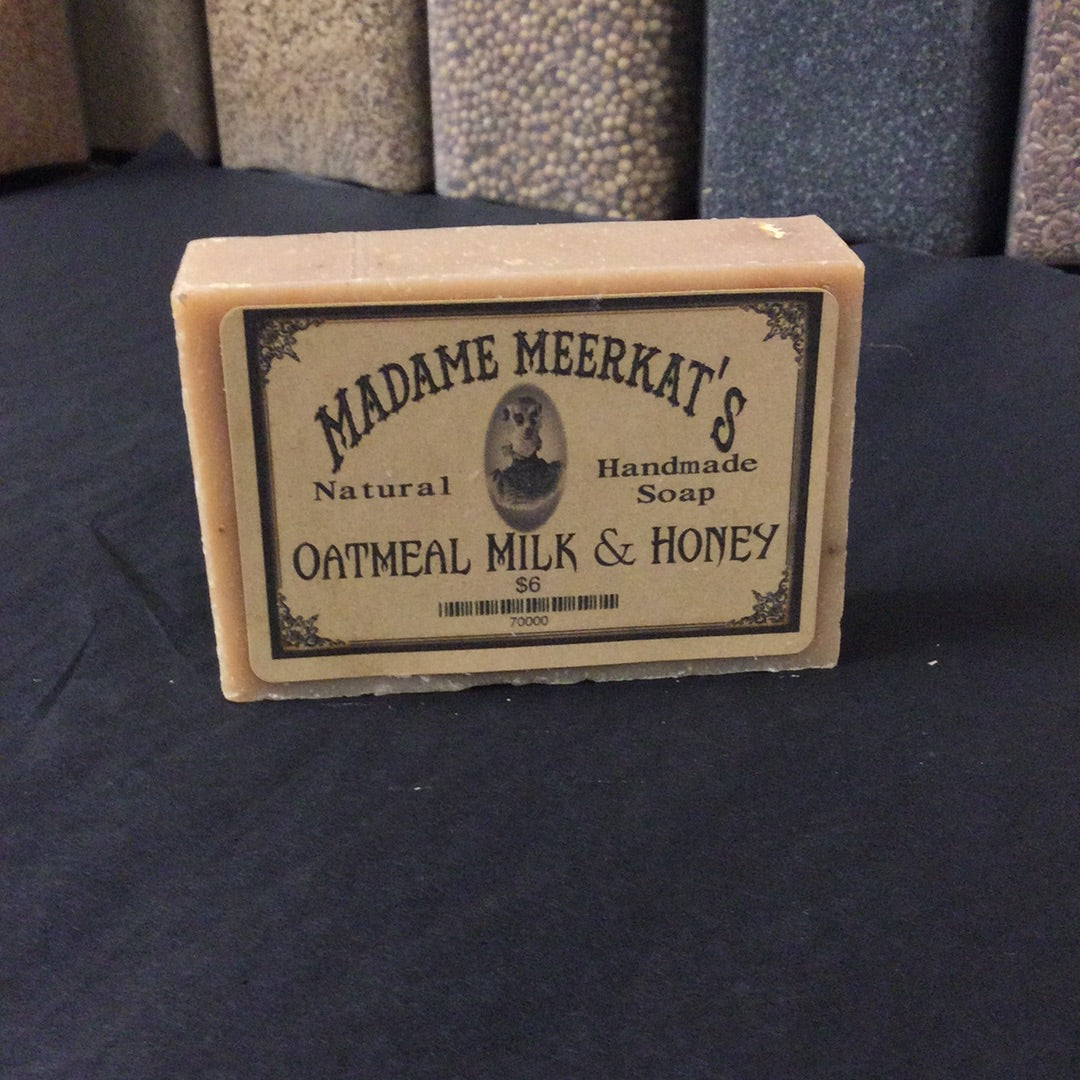 MADAME MEERKAT'S
Natural
Handmade
Soap
OATMEAL MILK & HONEY
$6
70000